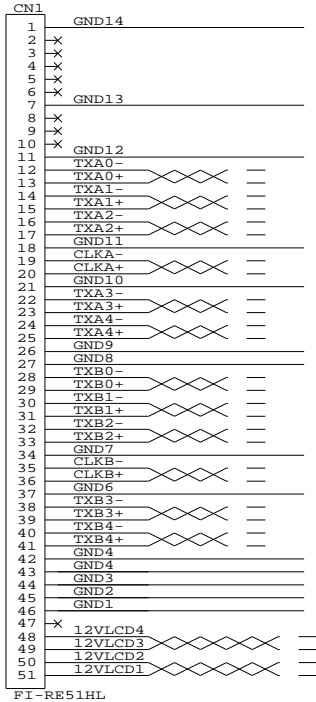 CN1
1 GND14
2
3
4
5
6
7 GND13
8
9
10
11 GND12
12 TXA0-
13 TXA0+
14 TXA1-
15 TXA1+
16 TXA2-
17 TXA2+
18 GND11
19 CLKA-
20 CLKA+
21 GND10
22 TXA3-
23 TXA3+
24 TXA4-
25 TXA4+
26 GND9
27 GND8
28 TXB0-
29 TXB0+
30 TXB1-
31 TXB1+
32 TXB2-
33 TXB2+
34 GND7
35 CLKB-
36 CLKB+
37 GND6
38 TXB3-
39 TXB3+
40 TXB4-
41 TXB4+
42 GND4
43 GND4
44 GND3
45 GND2
46 GND1
47
48 12VLCD4
49 12VLCD3
50 12VLCD2
51 12VLCD1
FI-RE51HL